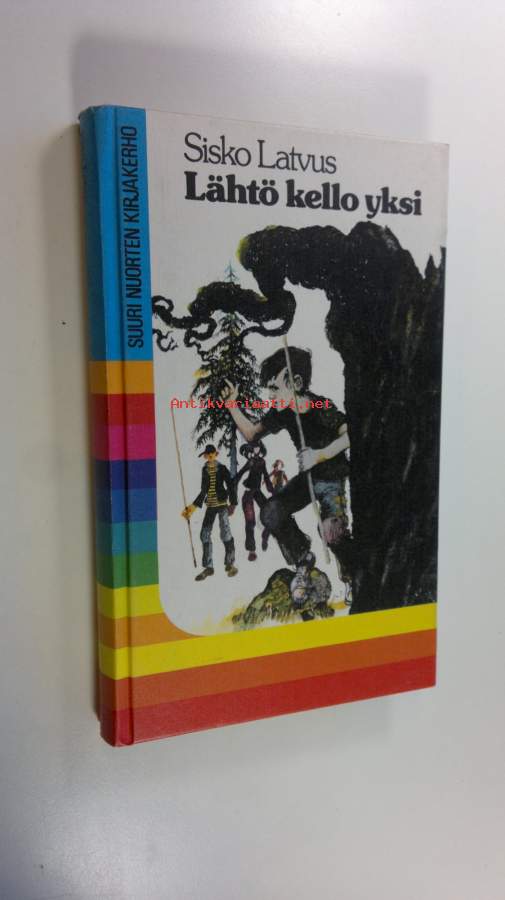 Sisko Latvus
Lähtö kello yksi
SUURI NUORTEN KIRJAKERHO
Antikvariaatti.net